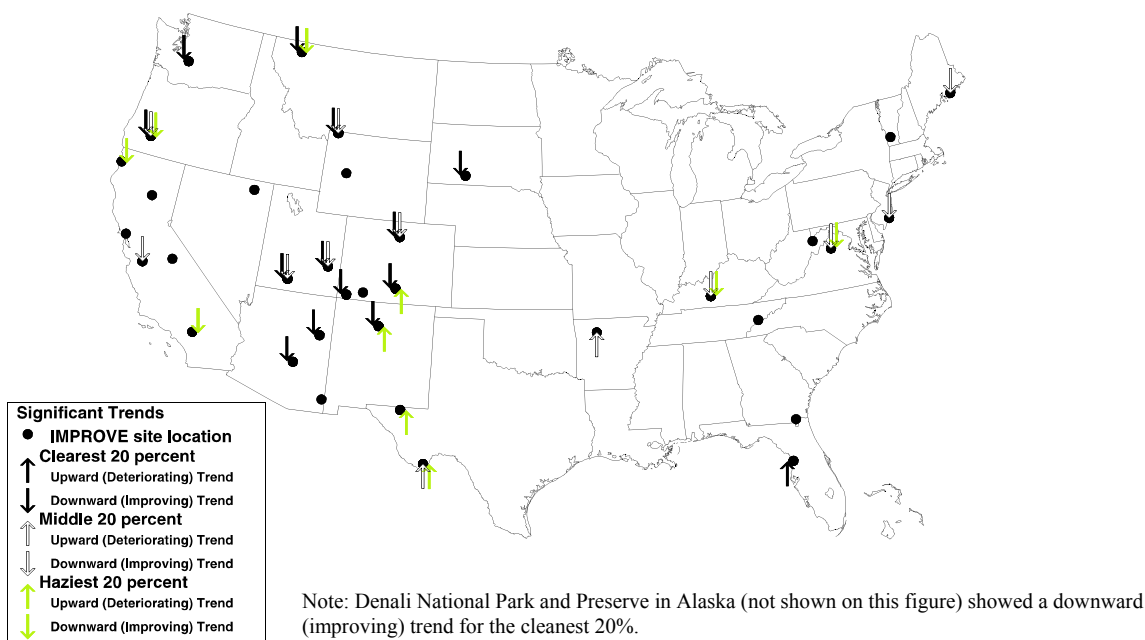 Significant Trends
IMPROVE site location
Clearest 20 percent
Upward (Deteriorating) Trend
Downward (Improving) Trend
Middle 20 percent
Upward (Deteriorating) Trend
Downward (Improving) Trend
Haziest 20 percent
Upward (Deteriorating) Trend
Downward (Improving) Trend
Note: Denali National Park and Preserve in Alaska (not shown on this figure) showed a downward
(improving) trend for the cleanest 20%.